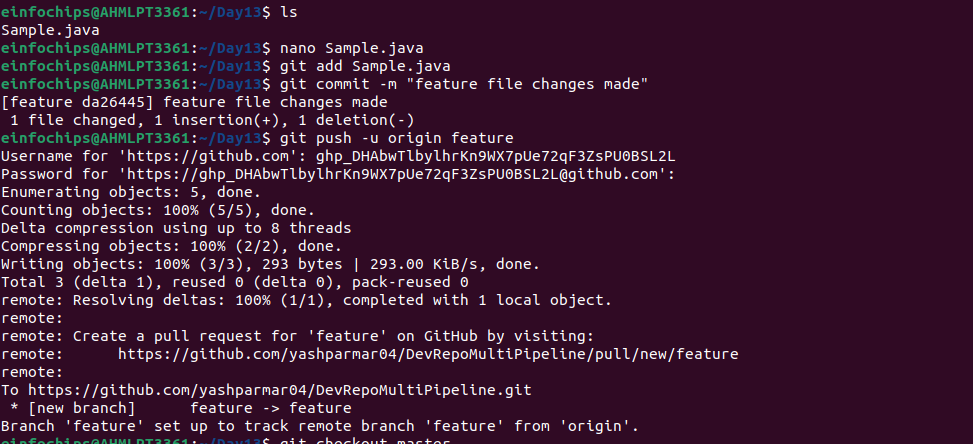 einfochips@AHMLPT3361:~/Day13$ ls
Sample.java
einfochips@AHMLPT3361:~/Day13$ nano Sample.java
einfochips@AHMLPT3361:~/Day13$ git add Sample.java
einfochips@AHMLPT3361:~/Day13$ git commit -m "feature file changes made"
[feature da26445] feature file changes made
 1 file changed, 1 insertion(+), 1 deletion(-)
einfochips@AHMLPT3361:~/Day13$ git push -u origin feature
Username for 'https://github.com': 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
Password for 'https://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@github.com':
Enumerating objects: 5, done.
Counting objects: 100% (5/5), done.
Delta compression using up to 8 threads
Compressing objects: 100% (2/2), done.
Writing objects: 100% (3/3), 293 bytes | 293.00 KiB/s, done.
Total 3 (delta 1), reused 0 (delta 0), pack-reused 0
remote: Resolving deltas: 100% (1/1), completed with 1 local object.
remote:
remote: Create a pull request for 'feature' on GitHub by visiting:
remote:      https://github.com/yashparmar04/DevRepoMultiPipeline/pull/new/feature
remote:
To https://github.com/yashparmar04/DevRepoMultiPipeline.git
 * [new branch]      feature -> feature
Branch 'feature' set up to track remote branch 'feature' from 'origin'.
einfochips@AHMLPT3361:~/Day13$ git checkout master